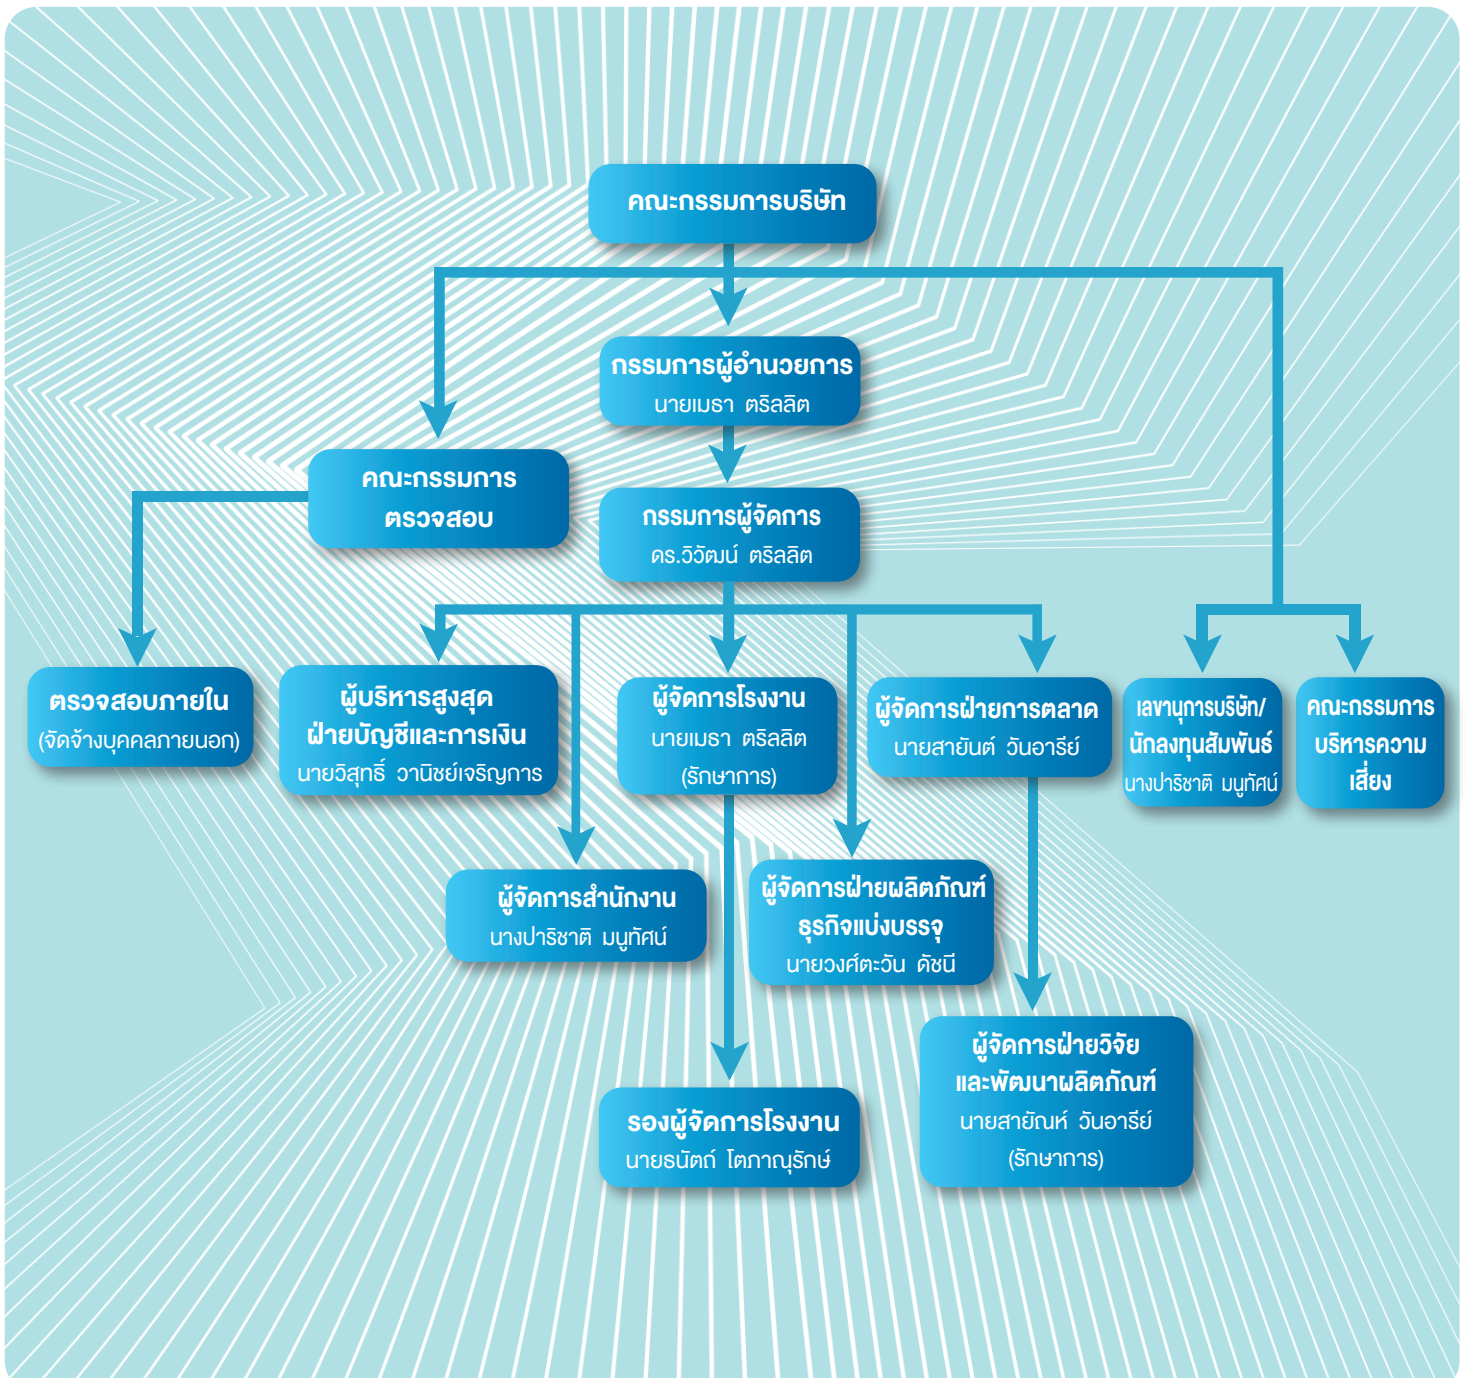 คณะกรรมการบริษัท
กรรมการผู้อำนวยการ
นายเมธา ตริลลิต
คณะกรรมการ
ตรวจสอบ
กรรมการผู้จัดการ
ดร.วิวัฒน์ ตริลลิต
ตรวจสอบภายใน
(จัดจ้างบุคคลภายนอก)
ผู้บริหารสูงสุด
ฝ่ายบัญชีและการเงิน
นายวิสุทธิ์ วานิชย์เจริญการ
ผู้จัดการโรงงาน
นายเมธา ตริลลิต
(รักษาการ)
ผู้จัดการฝ่ายการตลาด
นายสายันต์ วันอารีย์
เลขานุการบริษัท/
นักลงทุนสัมพันธ์
นางปาริชาติ มนูทัศน์
คณะกรรมการ
บริหารความ
เสี่ยง
ผู้จัดการสำนักงาน
นางปาริชาติ มนูทัศน์
ผู้จัดการฝ่ายผลิตภัณฑ์
ธุรกิจแบ่งบรรจุ
นายวงศ์ตะวัน ดัชนี
ผู้จัดการฝ่ายวิจัย
และพัฒนาผลิตภัณฑ์
นายสายัณห์ วันอารีย์
(รักษาการ)
รองผู้จัดการโรงงาน
นายธนัตถ์ โตภาณุรักษ์